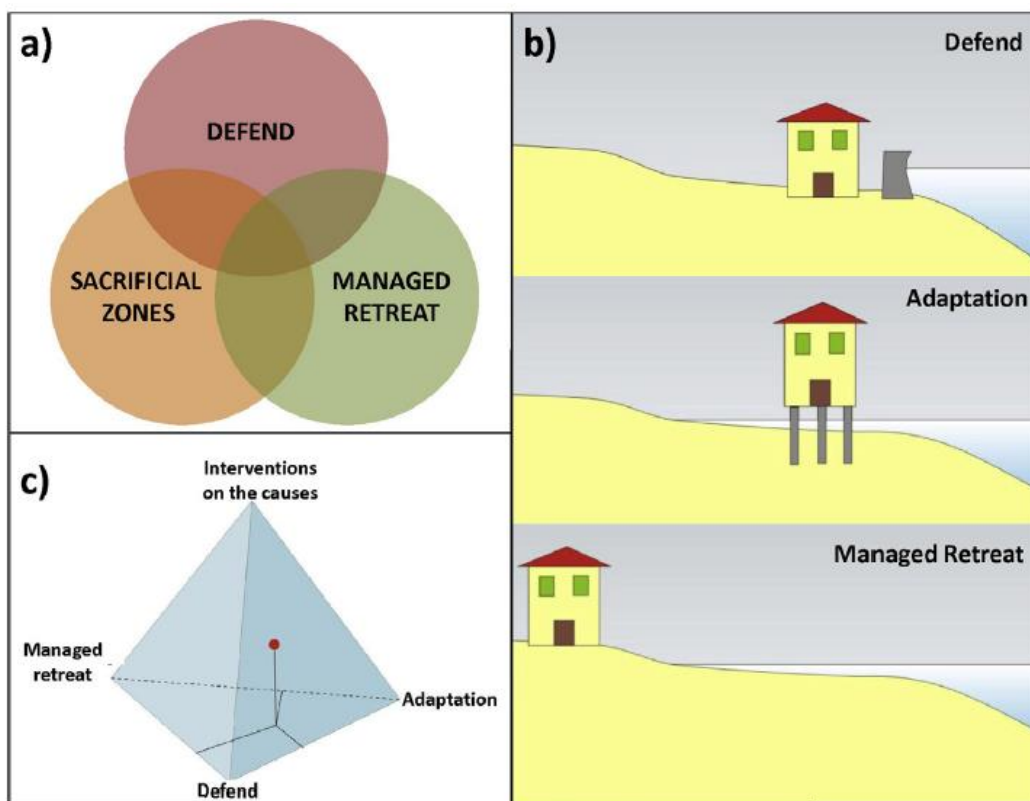 a)
DEFEND
SACRIFICIAL
ZONES
MANAGED
RETREAT
b)
Defend
Adaptation
Managed Retreat
c)
Interventions
on the causes
Managed
retreat
Adaptation
Defend